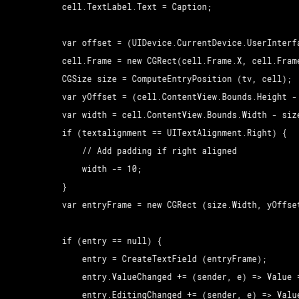 cell.TextLabel.Text = Caption;
var offset = (UIDevice.CurrentDevice.UserInterfa
cell.Frame = new CGRect(cell.Frame.X, cell.Frame
CGSize size = ComputeEntryPosition (tv, cell);
var yOffset = (cell.ContentView.Bounds.Height -
var width = cell.ContentView.Bounds.Width - size
if (textalignment == UITextAlignment.Right) {
// Add padding if right aligned
width -= 10;
}
var entryFrame = new CGRect (size.Width, yOffset
if (entry == null) {
entry = CreateTextField (entryFrame);
entry.ValueChanged += (sender, e) => Value =
entry.EditingChanged += (sender, e) => Value